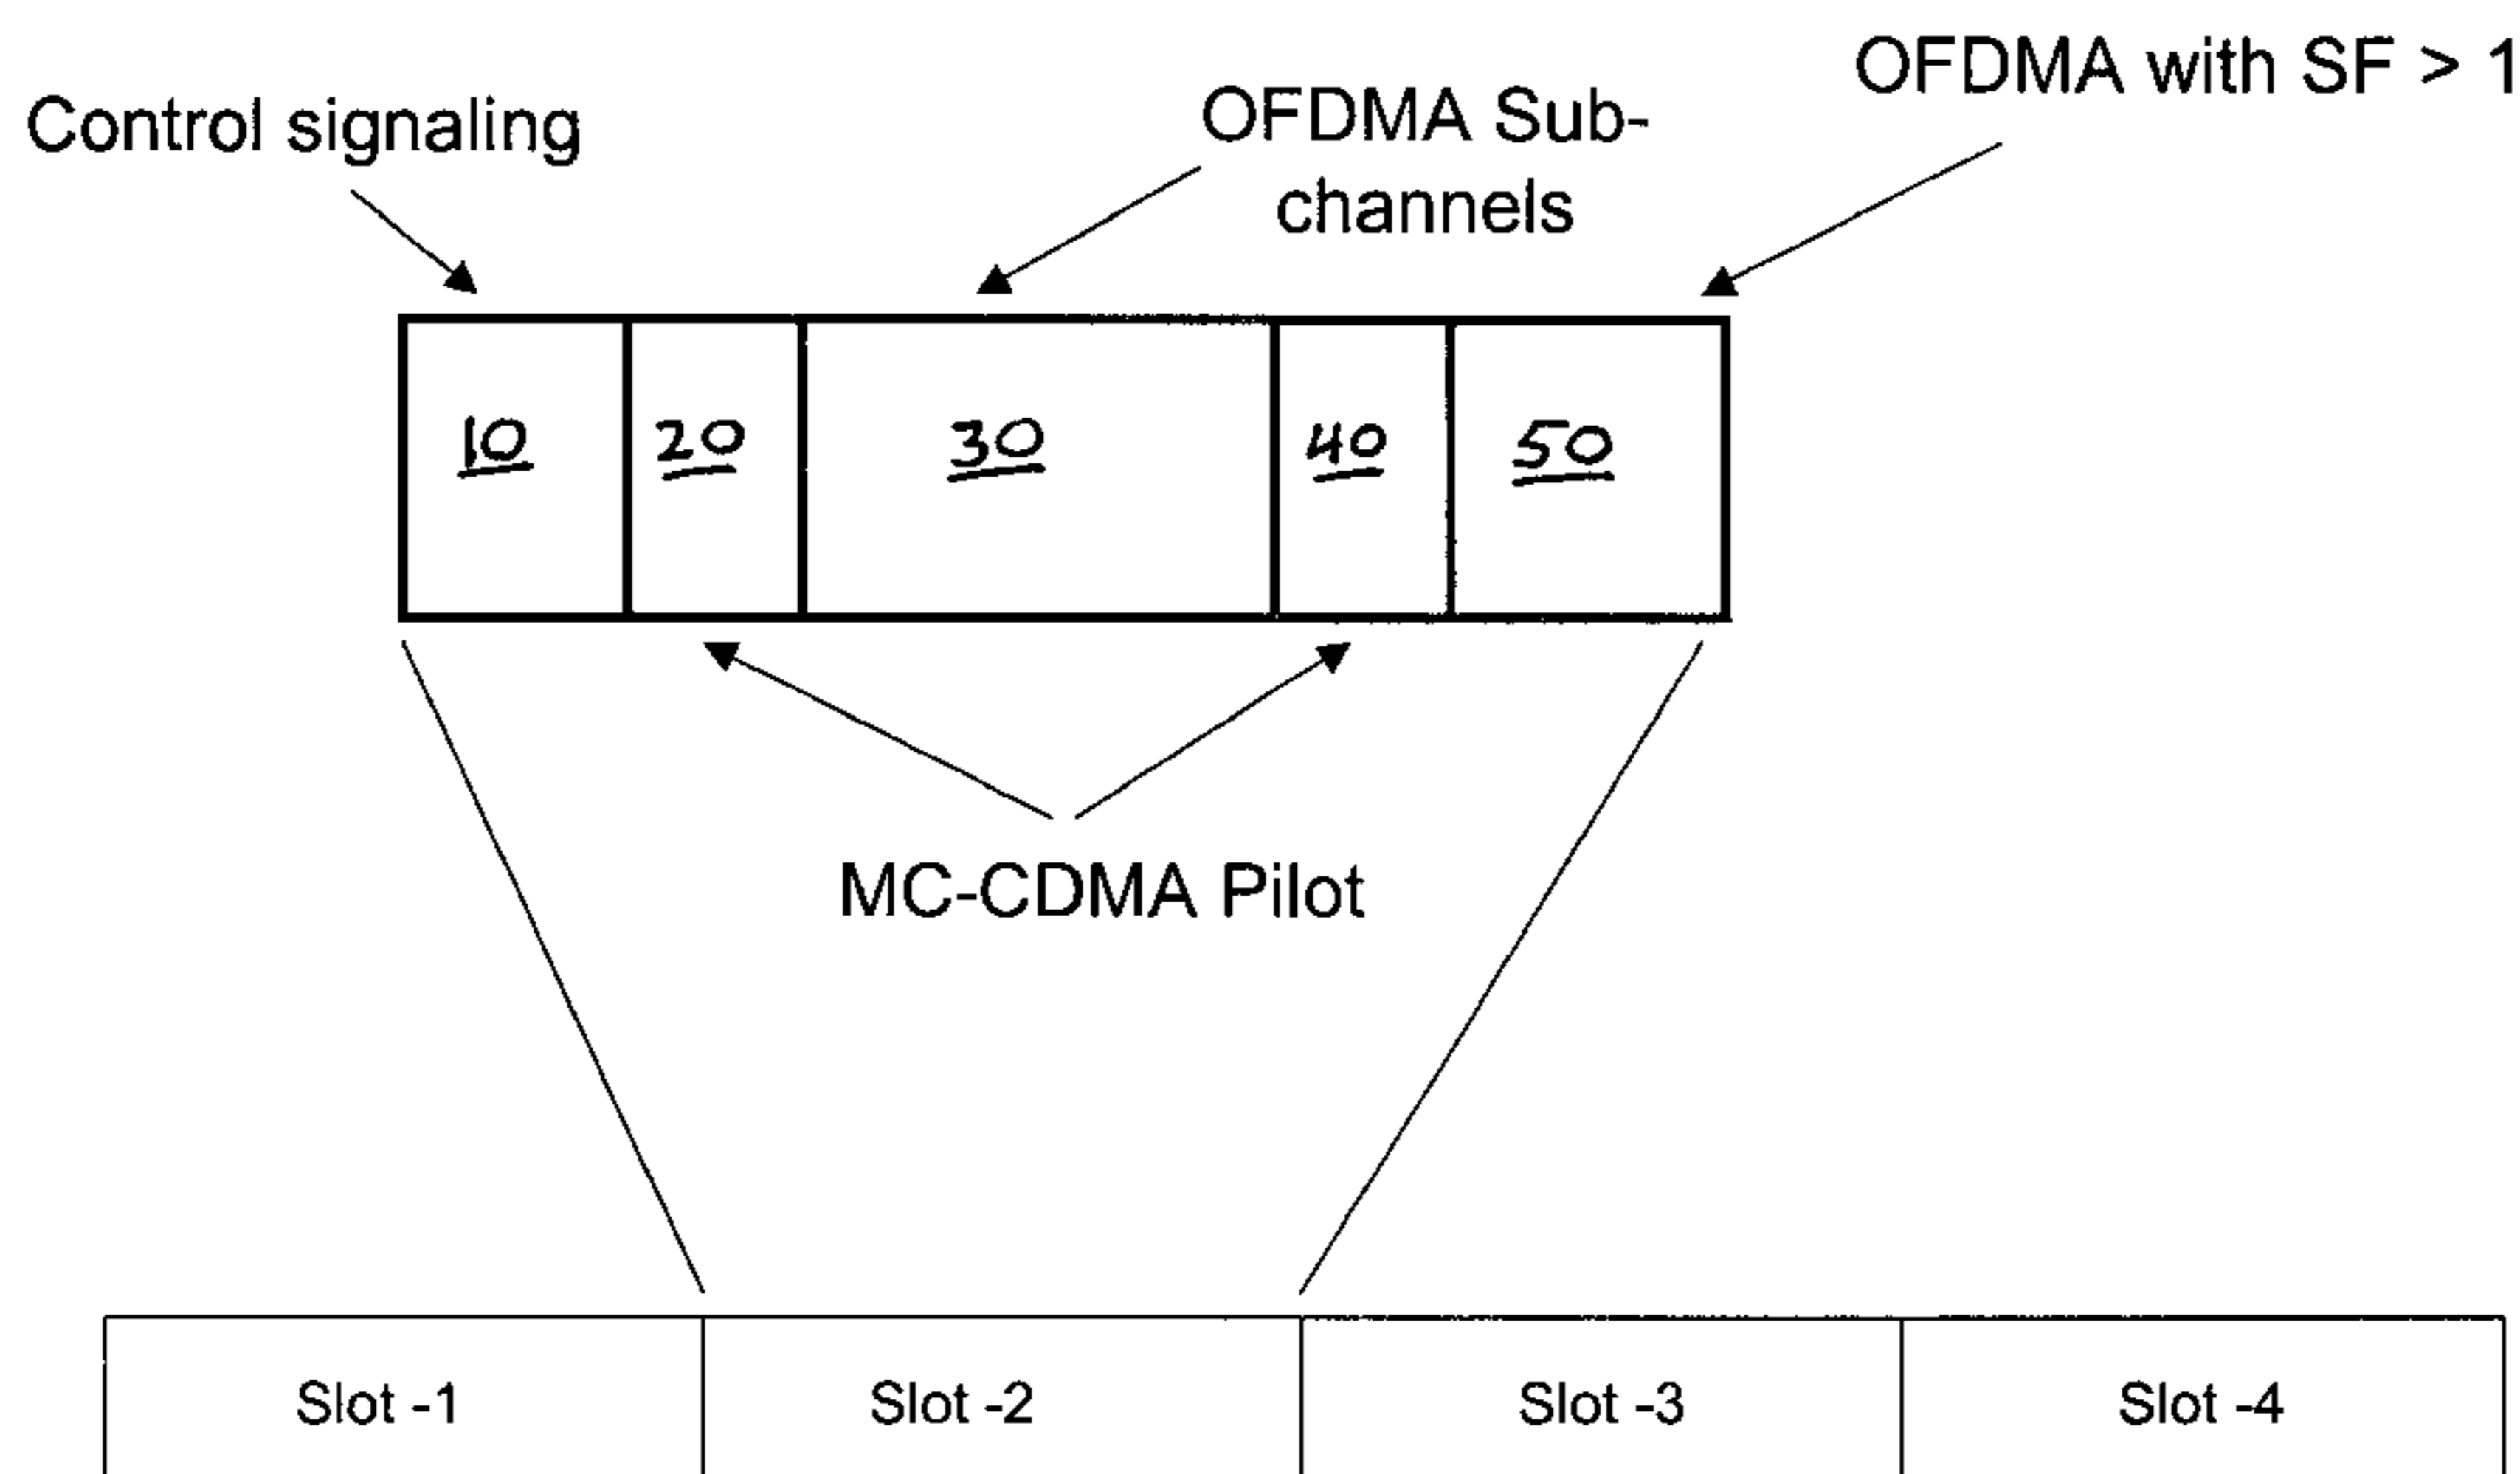 Control signaling
OFDMA Sub-
channels
OFDMA with SF > 1
10
20
30
40
50
MC-CDMA Pilot
Slot -1
Slot -2
Slot -3
Slot -4